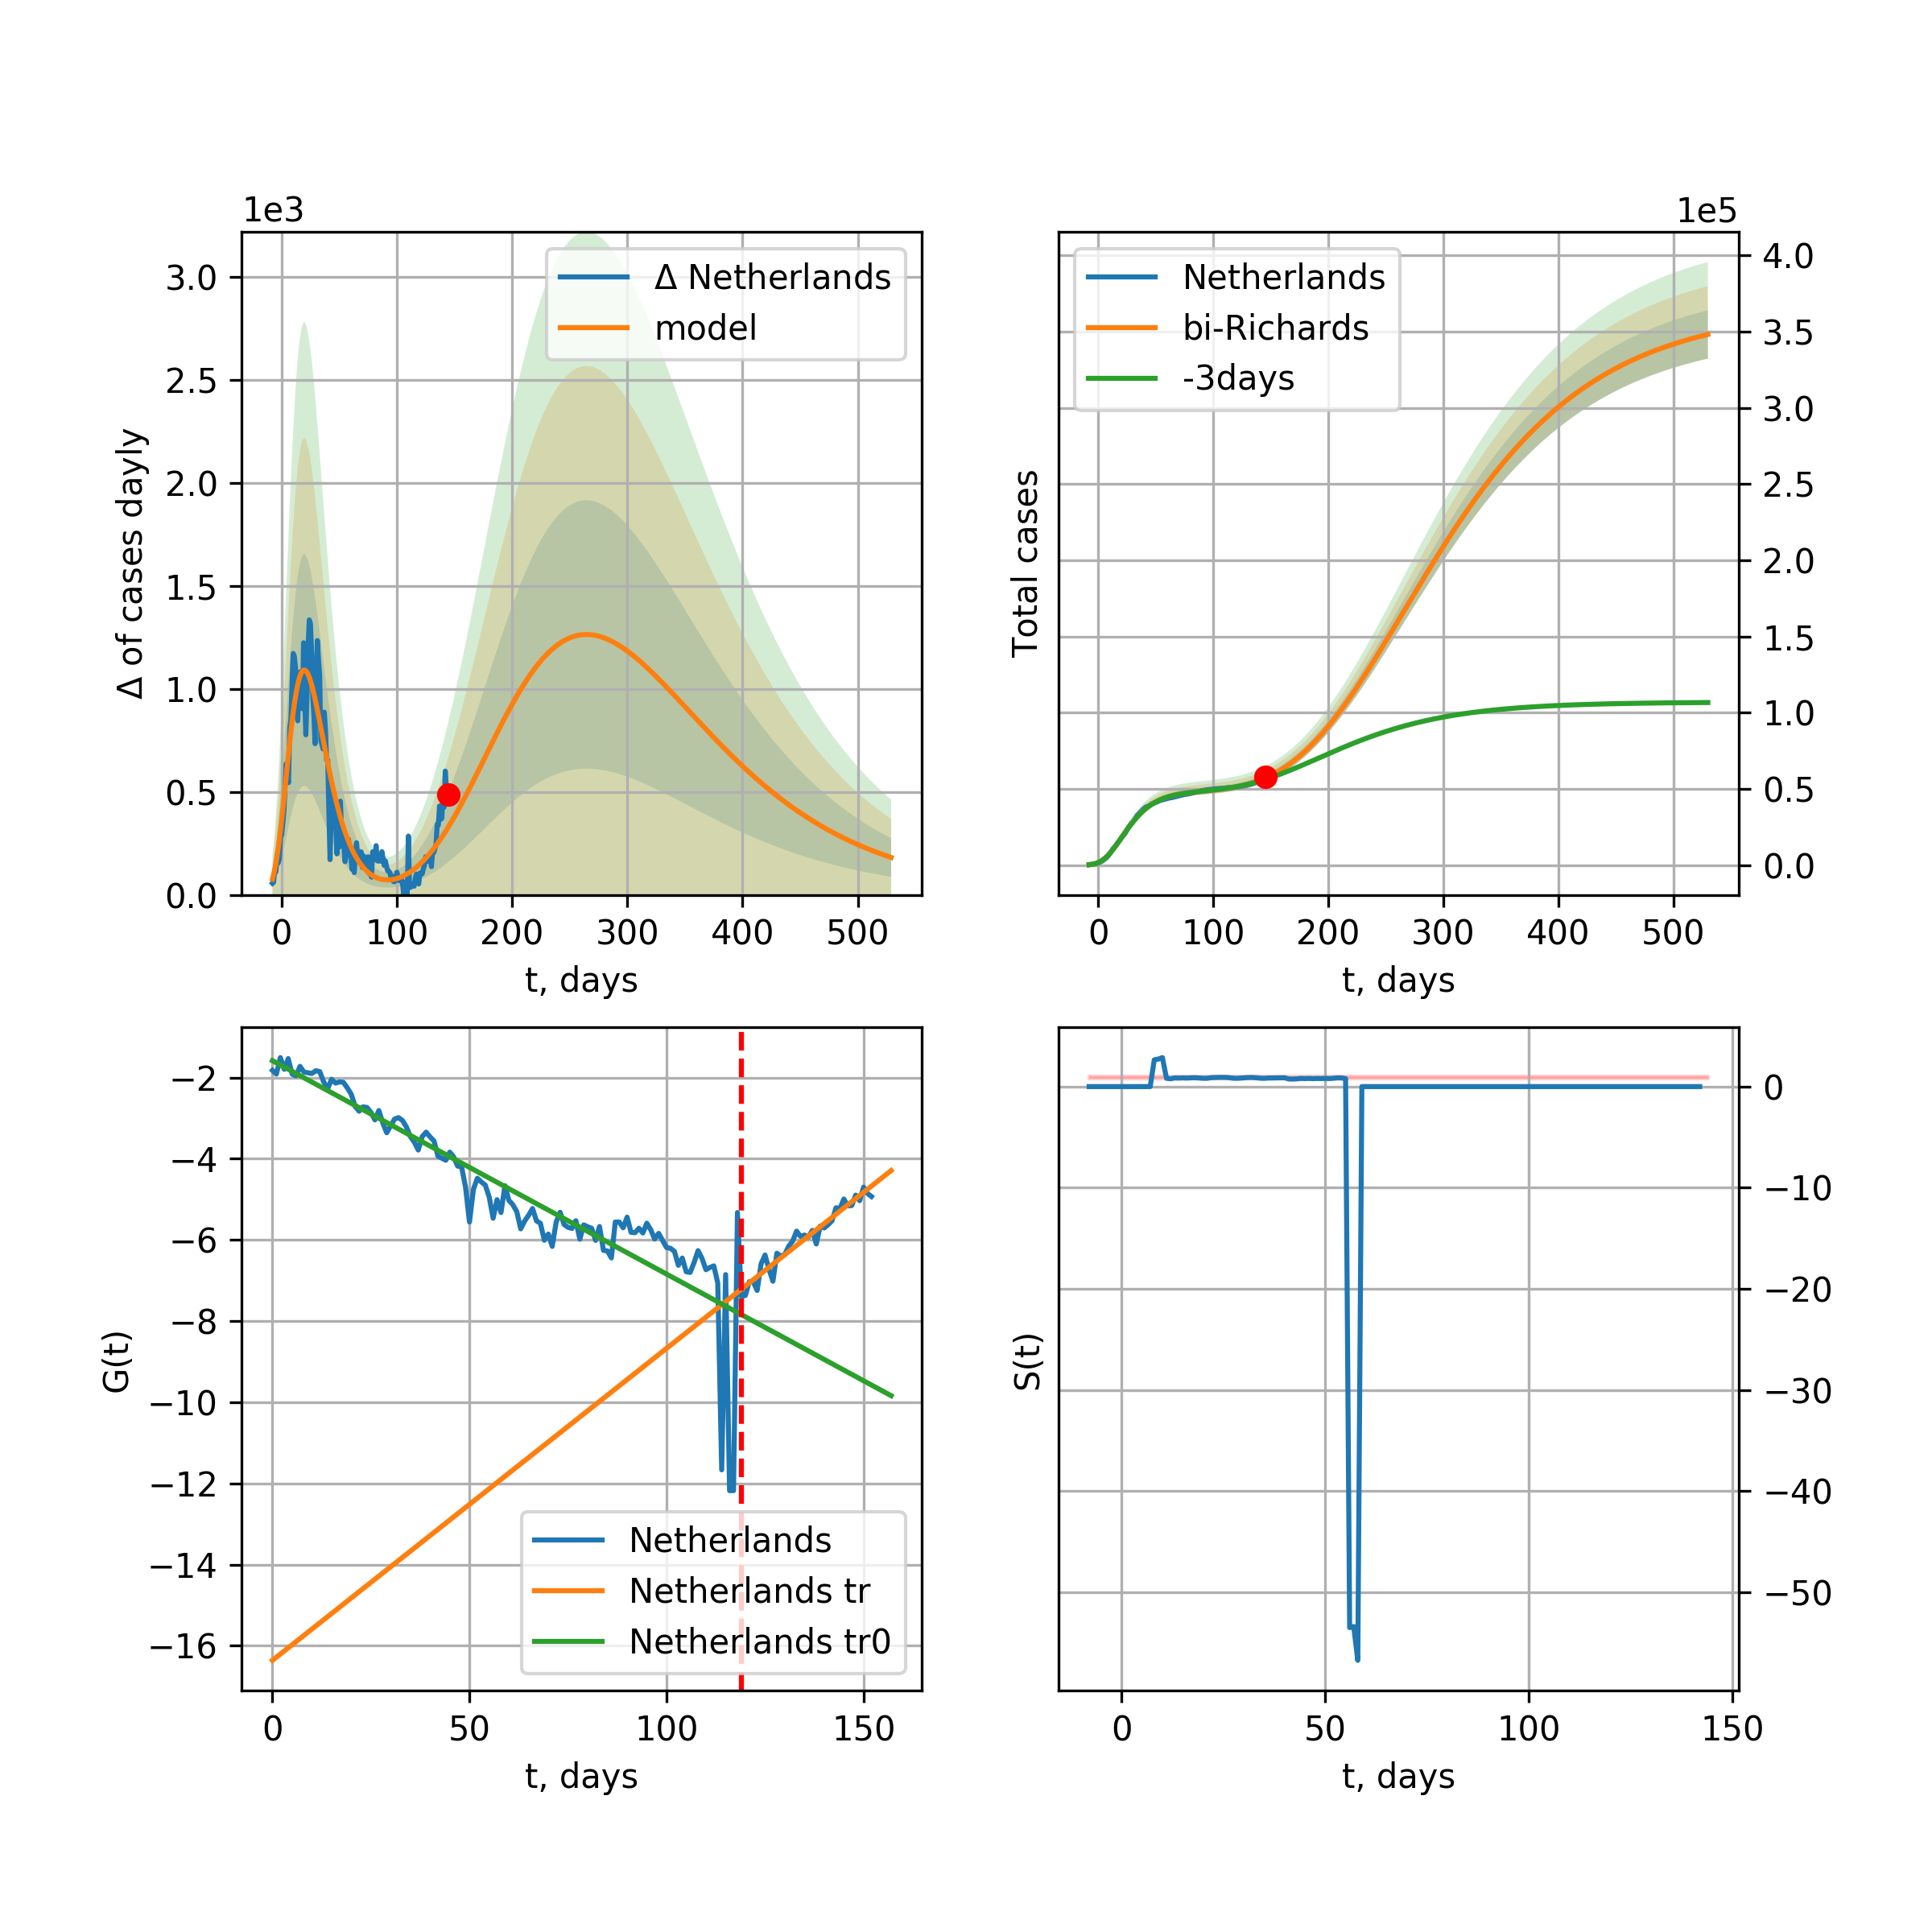 1e3
Δ of cases dayly
3.0
2.5
2.0
1.5
1.0
0.5
0.0
Δ Netherlands
model
0 100 200 300 400 500
t, days
1e5
Total cases
Netherlands
bi-Richards
-3days
4.0
3.5
3.0
2.5
2.0
1.5
1.0
0.5
0.0
0 100 200 300 400 500
t, days
G(t)
−2
−4
−6
−8
−10
−12
−14
−16
Netherlands
Netherlands tr
Netherlands tr0
0 50 100 150
t, days
S(t)
0
−10
−20
−30
−40
−50
0 50 100 150
t, days